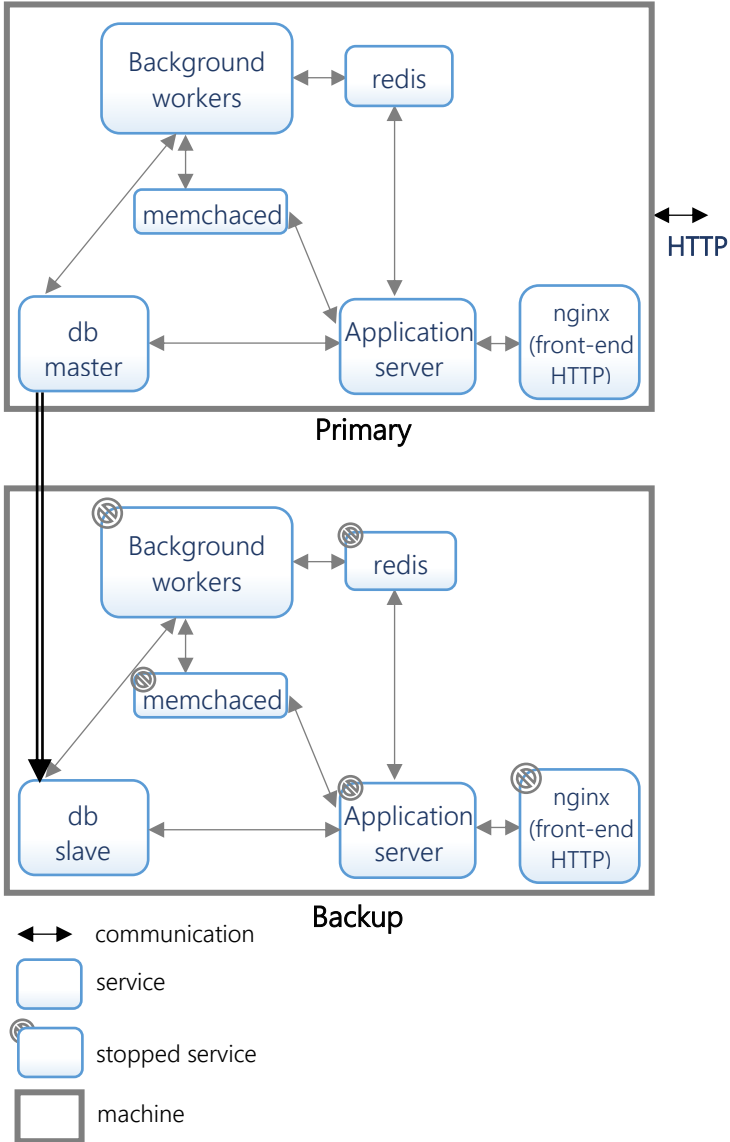 Background
workers
redis
memchaced
HTTP
db
master
Application
server
nginx
(front-end
HTTP)
Primary
Background
workers
redis
memchaced
db
slave
Application
server
nginx
(front-end
HTTP)
Backup
communication
service
stopped service
machine